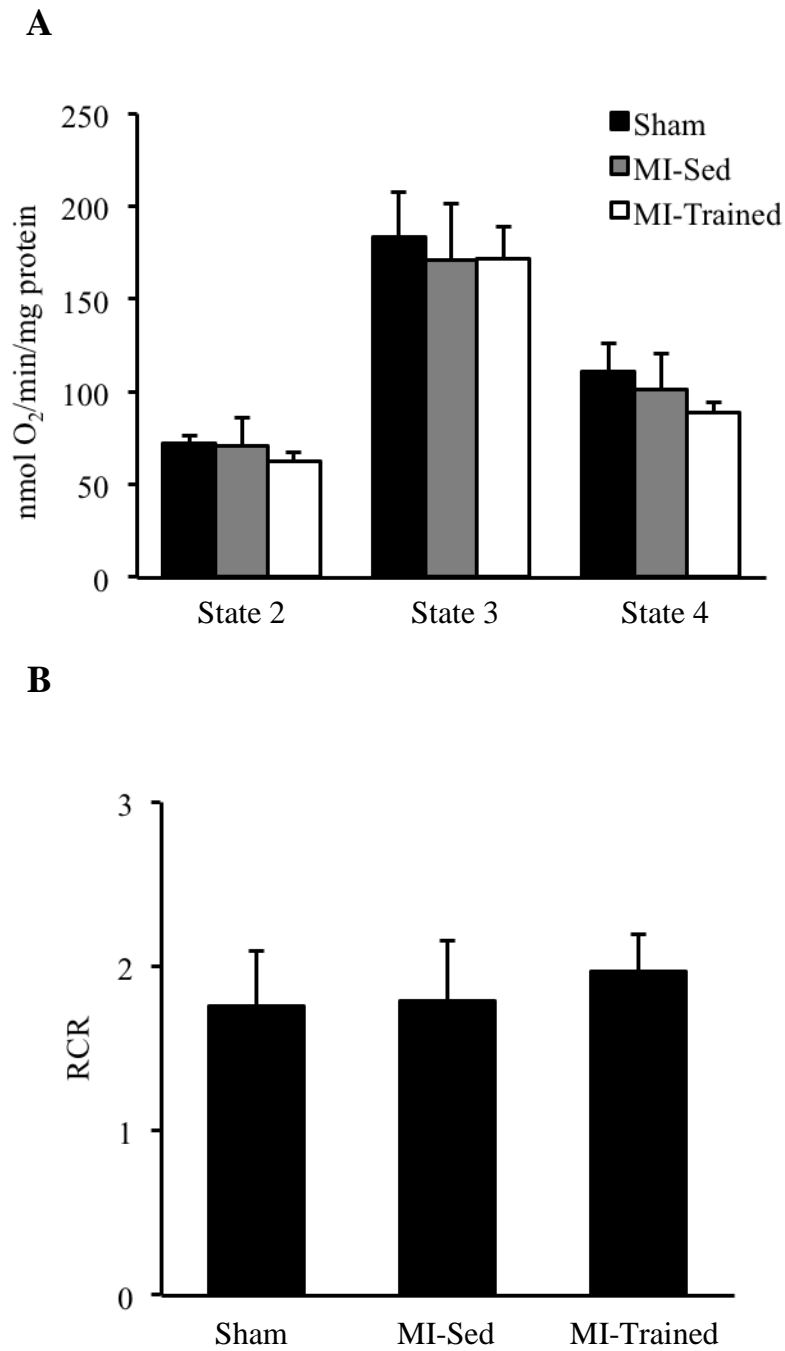 A
250
200
150
100
50
0
nmol O₂/min/mg protein
Sham
MI-Sed
MI-Trained
State 2 State 3 State 4
B
3
2
1
0
RCR
Sham MI-Sed MI-Trained